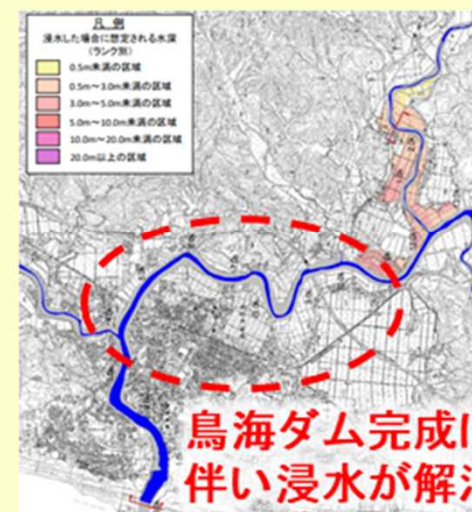 凡 例
浸水した場合に想定される水深
（ランク別）
0.5m未満の区域
0.5m～3.0m未満の区域
3.0m～5.0m未満の区域
5.0m～10.0m未満の区域
10.0m～20.0m未満の区域
20.0m以上の区域
鳥海ダム完成に
伴い浸水が解